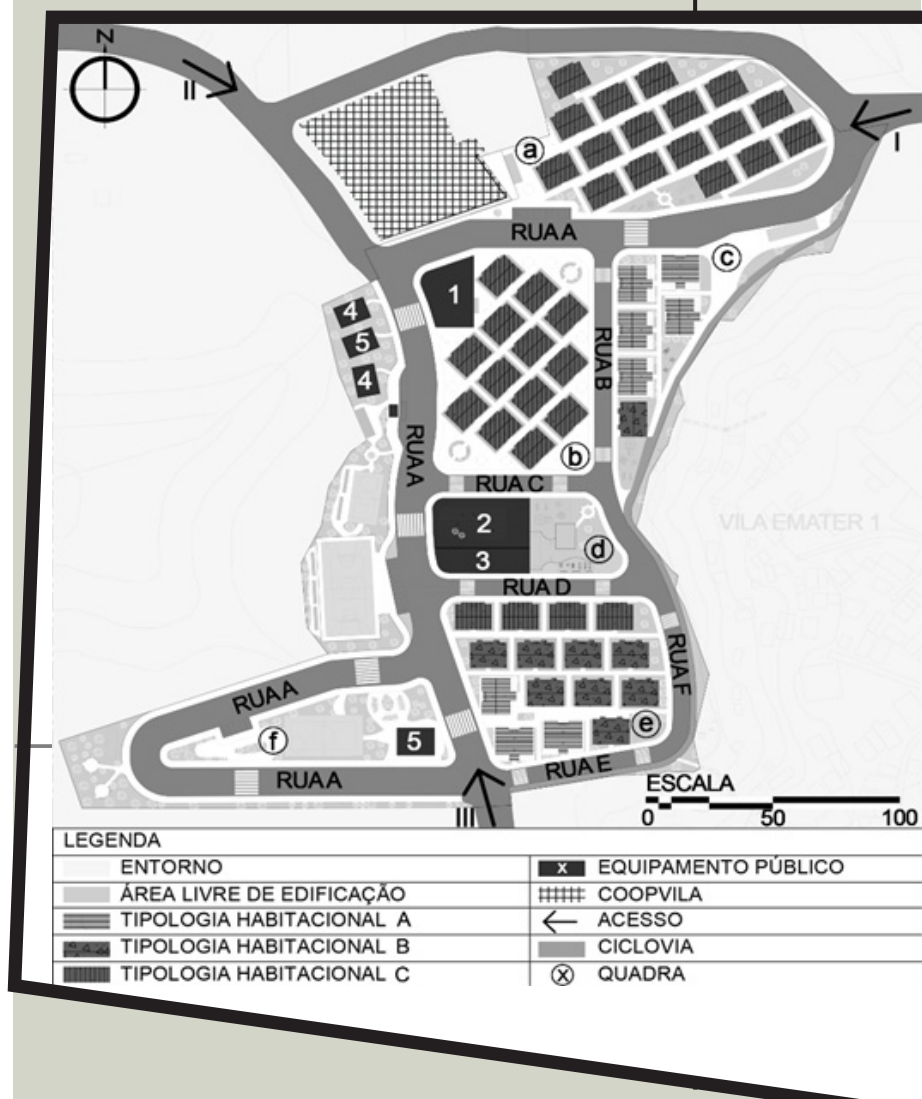 N
II
I
a
RUA A
c
1
4
5
4
RUA B
RUA A
b
RUA C
VILA EMATER 1
2
d
3
RUA D
RUA F
RUA A
f
5
e
RUA A
RUA E
III
ESCALA
0 50 100
LEGENDA
ENTORNO
X EQUIPAMENTO PÚBLICO
ÁREA LIVRE DE EDIFICAÇÃO
COOPVILA
TIPOLOGIA HABITACIONAL A
ACESSO
TIPOLOGIA HABITACIONAL B
CICLOVIA
TIPOLOGIA HABITACIONAL C
X QUADRA